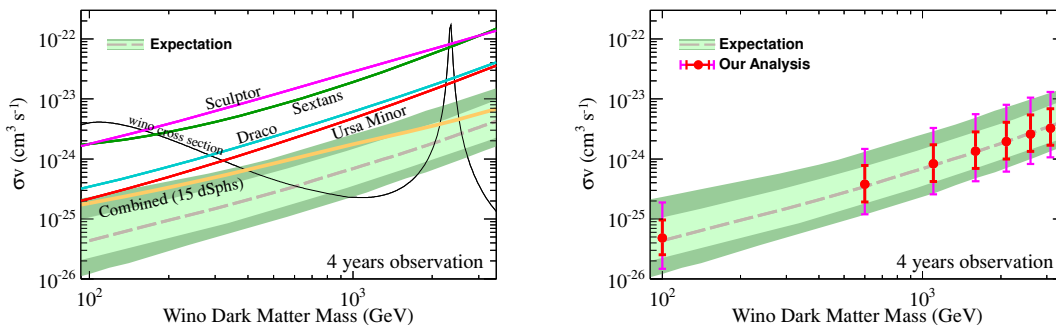 10⁻²²
10⁻²³
10⁻²⁴
10⁻²⁵
10⁻²⁶
σv (cm³ s⁻¹)
Expectation
Sculptor
wino cross section
Sextans
Draco
Ursa Minor
Combined (15 dSphs)
4 years observation
10²
10³
Wino Dark Matter Mass (GeV)
10⁻²²
10⁻²³
10⁻²⁴
10⁻²⁵
10⁻²⁶
σv (cm³ s⁻¹)
Expectation
Our Analysis
4 years observation
10²
10³
Wino Dark Matter Mass (GeV)